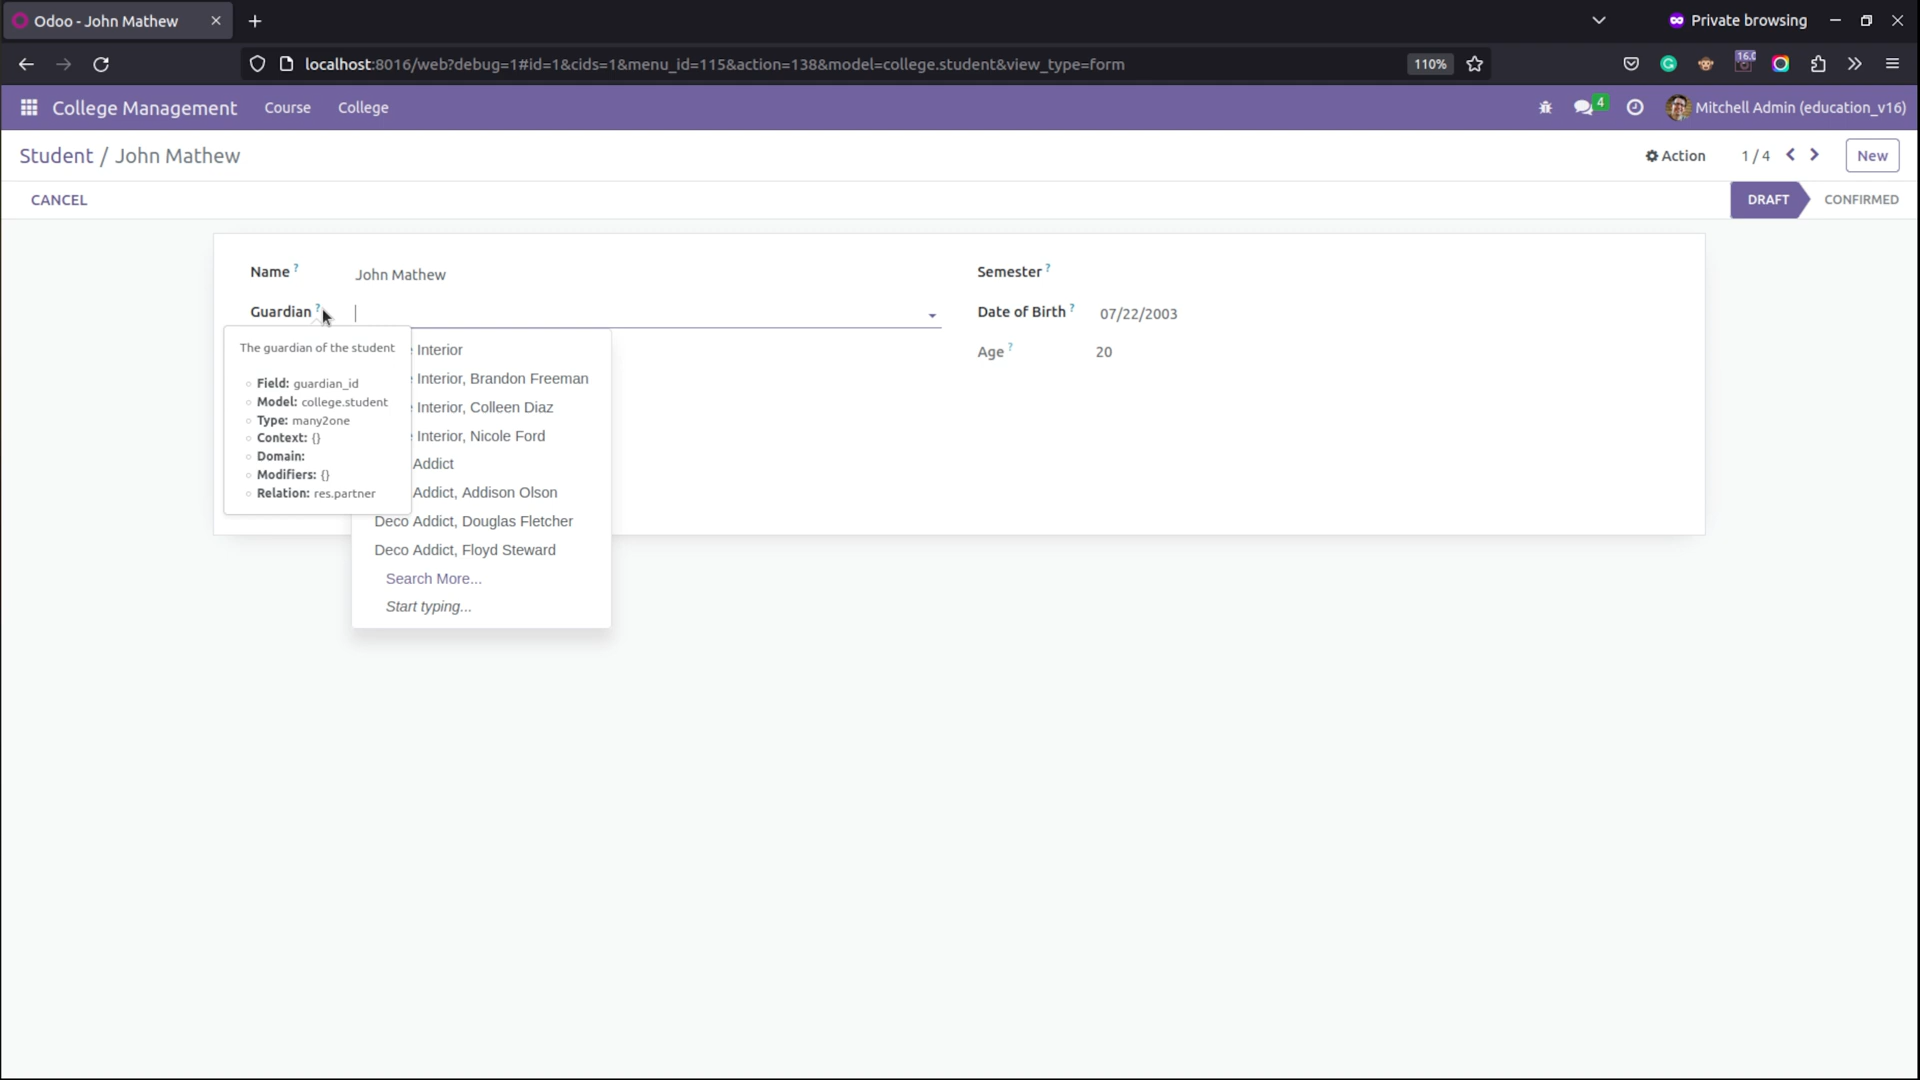 Odoo - John Mathew
Private browsing
localhost:8016/web?debug=1#id=1&cids=1&menu_id=115&action=138&model=college.student&view_type=form
110%
16.0
College Management Course College
4
Mitchell Admin (education_v16)
Student / John Mathew
Action
1 / 4
New
CANCEL
DRAFT
CONFIRMED
Name ?
John Mathew
Semester ?
Guardian ?
Date of Birth ?
07/22/2003
Age ?
20
The guardian of the student
Field: guardian_id
Model: college.student
Type: many2one
Context: {}
Domain:
Modifiers: {}
Relation: res.partner
Interior
Interior, Brandon Freeman
Interior, Colleen Diaz
Interior, Nicole Ford
Addict
Addict, Addison Olson
Deco Addict, Douglas Fletcher
Deco Addict, Floyd Steward
Search More...
Start typing...